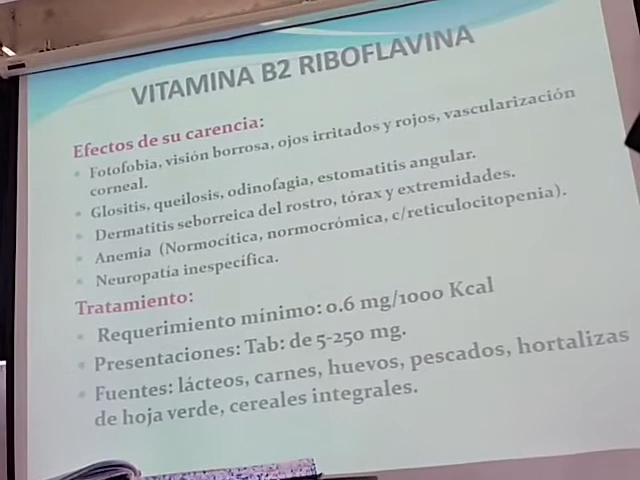 VITAMINA B2 RIBOFLAVINA
Efectos de su carencia:
Fotofobia, visión borrosa, ojos irritados y rojos, vascularización
corneal.
Glositis, queilosis, odinofagia, estomatitis angular.
Dermatitis seborreica del rostro, tórax y extremidades.
Anemia (Normocítica, normocrómica, c/reticulocitopenia).
Neuropatía inespecífica.
Tratamiento:
Requerimiento mínimo: 0.6 mg/1000 Kcal
Presentaciones: Tab: de 5-250 mg.
Fuentes: lácteos, carnes, huevos, pescados, hortalizas
de hoja verde, cereales integrales.